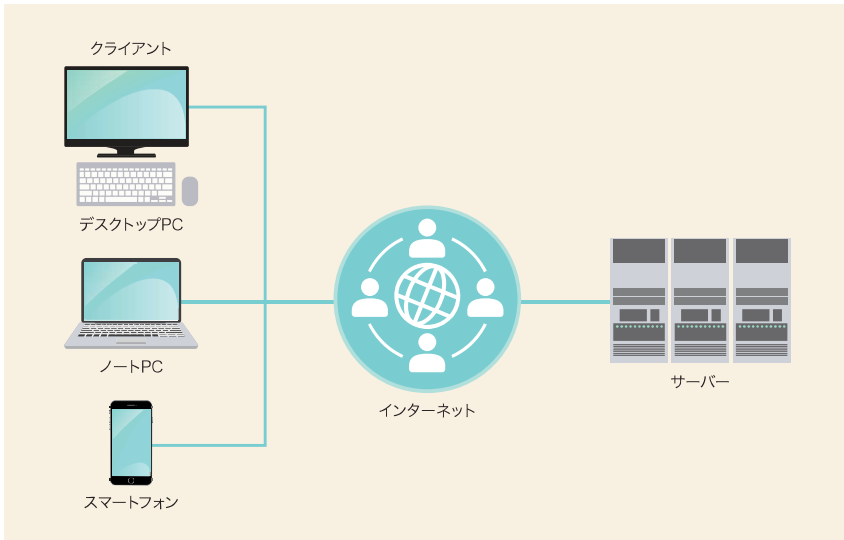 クライアント
デスクトップPC
ノートPC
スマートフォン
インターネット
サーバー